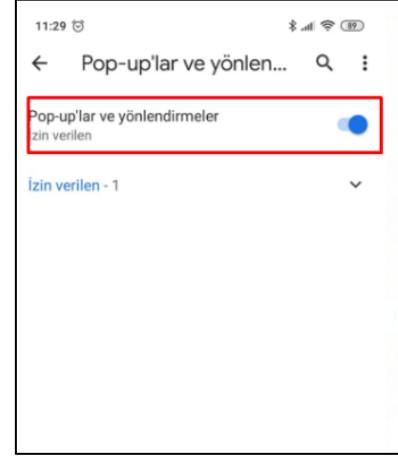 11:29
89
Pop-up'lar ve yönlen...
Pop-up'lar ve yönlendirmeler
İzin verilen
İzin verilen - 1